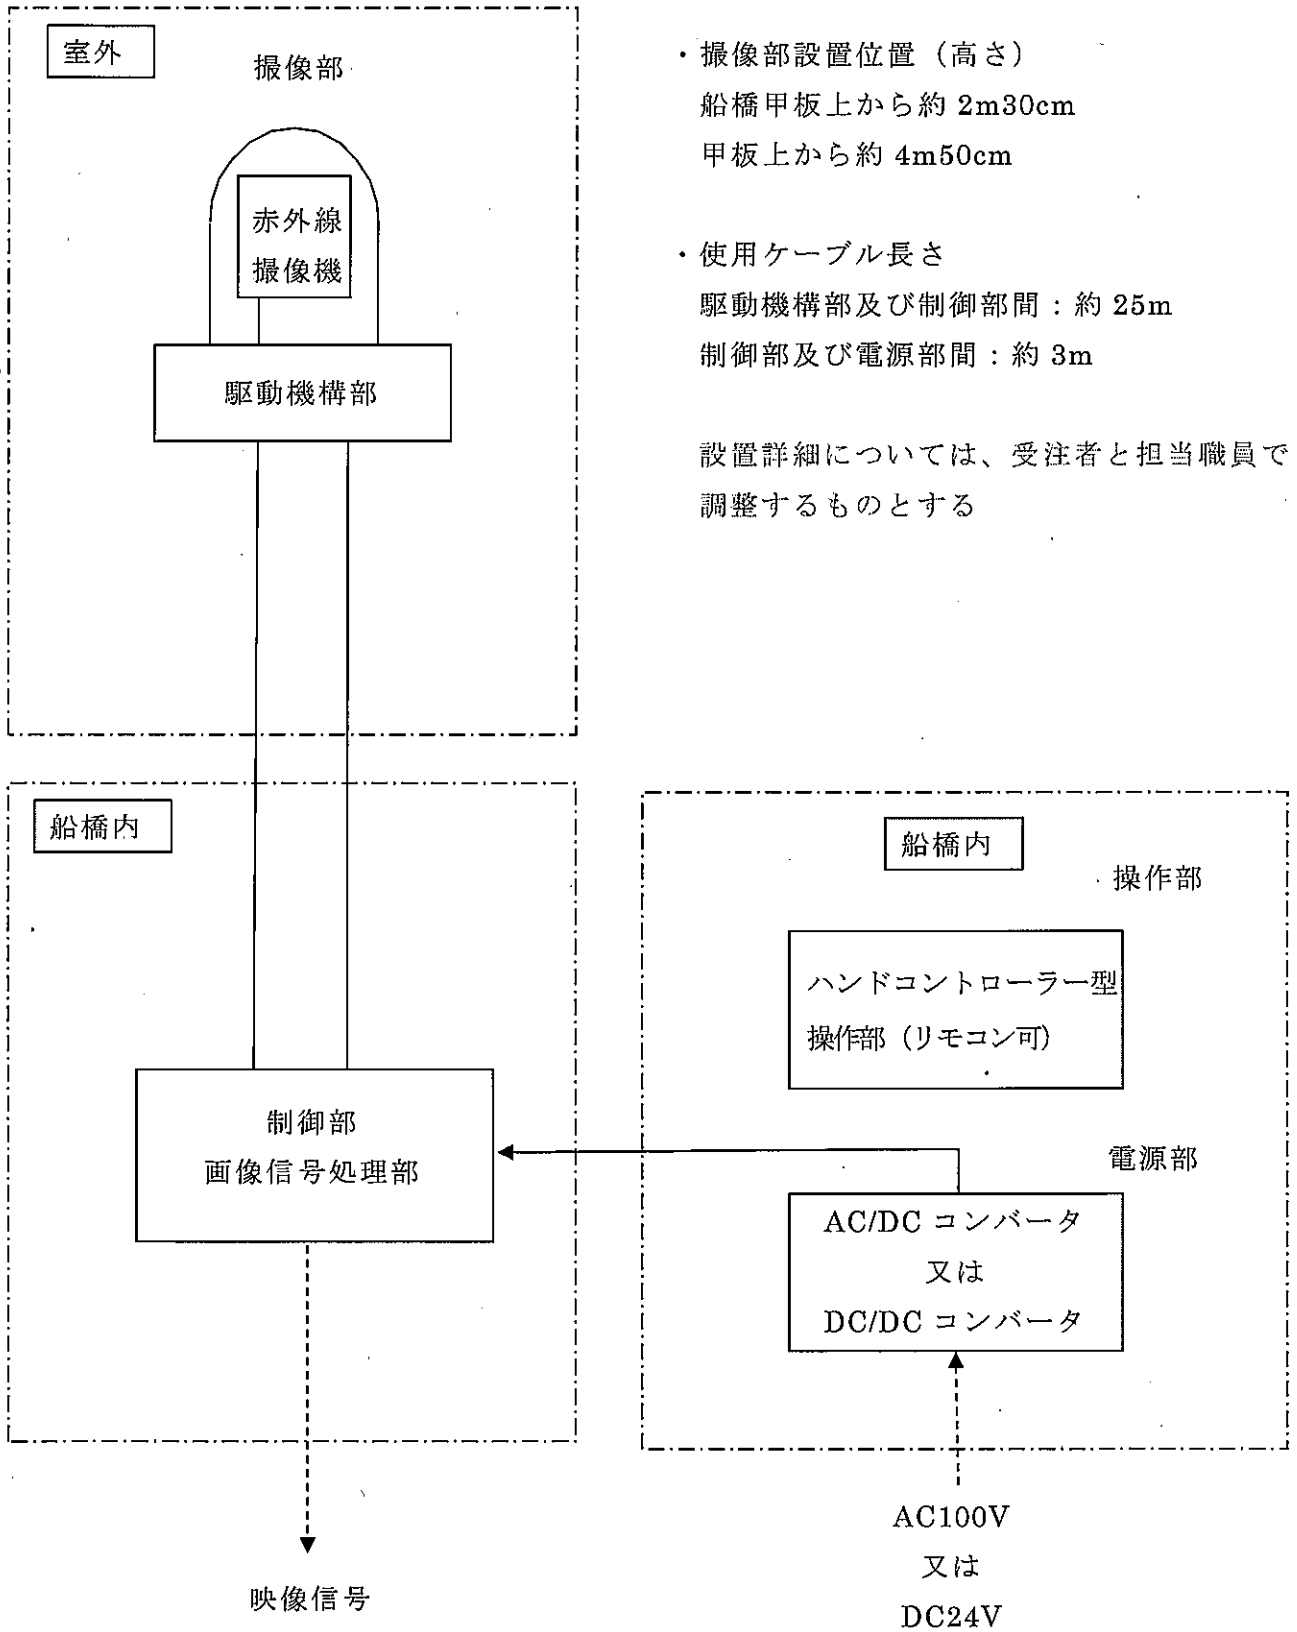 室外
撮像部
赤外線
撮像機
駆動機構部
・撮像部設置位置（高さ）
船橋甲板上から約 2m30cm
甲板上から約 4m50cm
・使用ケーブル長さ
駆動機構部及び制御部間：約 25m
制御部及び電源部間：約 3m
設置詳細については、受注者と担当職員で
調整するものとする
船橋内
制御部
画像信号処理部
映像信号
船橋内
操作部
ハンドコントローラー型
操作部（リモコン可）
電源部
AC/DC コンバータ
又は
DC/DC コンバータ
AC100V
又は
DC24V